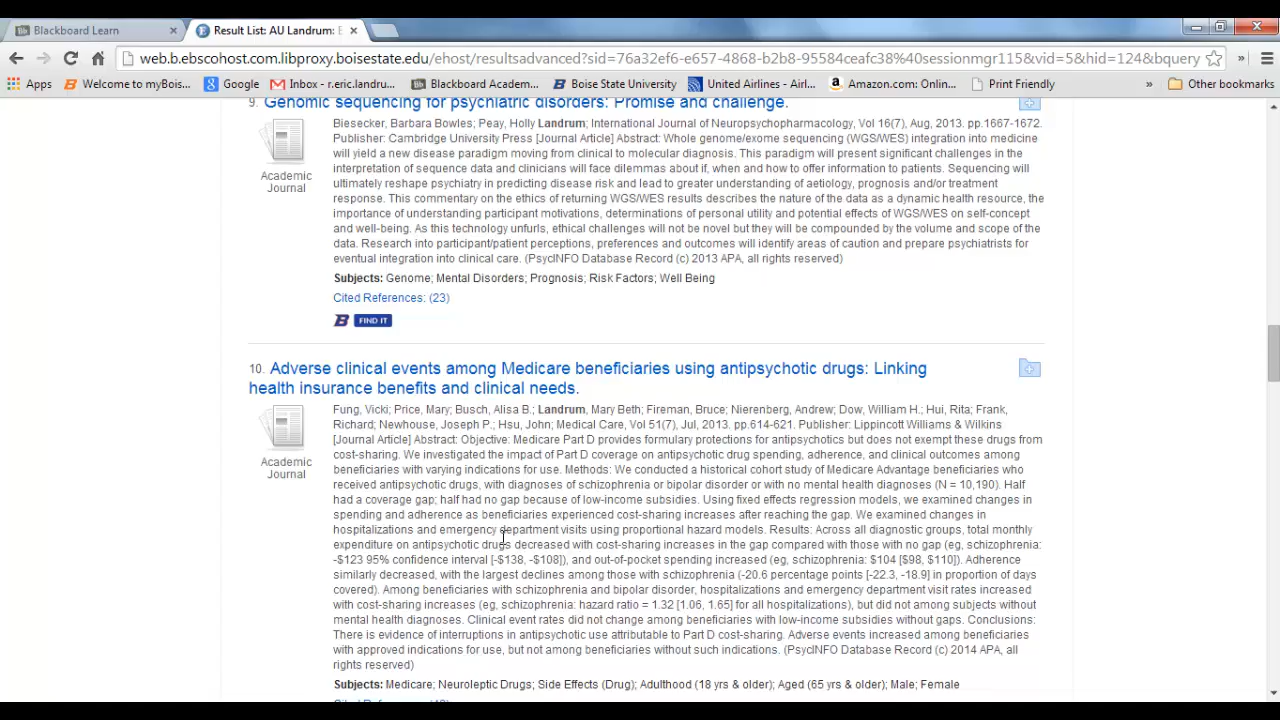 Blackboard Learn
Result List: AU Landrum:
web.b.ebscohost.com.libproxy.boisestate.edu/ehost/resultsadvanced?sid=76a32ef6-e657-4868-b2b8-95584ceafc38%40sessionmgr115&vid=5&hid=124&bquery
Apps Welcome to myBois... Google Inbox - r.eric.landrum Blackboard Academ... Boise State University United Airlines - Airl... Amazon.com: Onlin... Print Friendly » Other bookmarks
9. Genomic sequencing for psychiatric disorders: Promise and challenge.
Biesecker, Barbara Bowles; Peay, Holly Landrum; International Journal of Neuropsychopharmacology, Vol 16(7), Aug, 2013. pp.1667-1672.
Publisher: Cambridge University Press [Journal Article] Abstract: Whole genome/exome sequencing (WGS/WES) integration into medicine
will yield a new disease paradigm moving from clinical to molecular diagnosis. This paradigm will present significant challenges in the
interpretation of sequence data and clinicians will face dilemmas about if, when and how to offer information to patients. Sequencing will
ultimately reshape psychiatry in predicting disease risk and lead to greater understanding of aetiology, prognosis and/or treatment
response. This commentary on the ethics of returning WGS/WES results describes the nature of the data as a dynamic health resource, the
importance of understanding participant motivations, determinations of personal utility and potential effects of WGS/WES on self-concept
and well-being. As this technology unfurls, ethical challenges will not be novel but they will be compounded by the volume and scope of the
data. Research into participant/patient perceptions, preferences and outcomes will identify areas of caution and prepare psychiatrists for
eventual integration into clinical care. (PsycINFO Database Record (c) 2013 APA, all rights reserved)
Academic
Journal
Subjects: Genome; Mental Disorders; Prognosis; Risk Factors; Well Being
Cited References: (23)
B FIND IT
10. Adverse clinical events among Medicare beneficiaries using antipsychotic drugs: Linking
health insurance benefits and clinical needs.
Fung, Vicki; Price, Mary; Busch, Alisa B.; Landrum, Mary Beth; Fireman, Bruce; Nierenberg, Andrew; Dow, William H.; Hui, Rita; Frank,
Richard; Newhouse, Joseph P.; Hsu, John; Medical Care, Vol 51(7), Jul, 2013. pp.614-621. Publisher: Lippincott Williams & Wilkins
[Journal Article] Abstract: Objective: Medicare Part D provides formulary protections for antipsychotics but does not exempt these drugs from
cost-sharing. We investigated the impact of Part D coverage on antipsychotic drug spending, adherence, and clinical outcomes among
beneficiaries with varying indications for use. Methods: We conducted a historical cohort study of Medicare Advantage beneficiaries who
received antipsychotic drugs, with diagnoses of schizophrenia or bipolar disorder or with no mental health diagnoses (N = 10,190). Half
had a coverage gap; half had no gap because of low-income subsidies. Using fixed effects regression models, we examined changes in
spending and adherence as beneficiaries experienced cost-sharing increases after reaching the gap. We examined changes in
hospitalizations and emergency department visits using proportional hazard models. Results: Across all diagnostic groups, total monthly
expenditure on antipsychotic drugs decreased with cost-sharing increases in the gap compared with those with no gap (eg, schizophrenia:
-$123 95% confidence interval [-$138, -$108]), and out-of-pocket spending increased (eg, schizophrenia: $104 [$98, $110]). Adherence
similarly decreased, with the largest declines among those with schizophrenia (-20.6 percentage points [-22.3, -18.9] in proportion of days
covered). Among beneficiaries with schizophrenia and bipolar disorder, hospitalizations and emergency department visit rates increased
with cost-sharing increases (eg, schizophrenia: hazard ratio = 1.32 [1.06, 1.65] for all hospitalizations), but did not among subjects without
mental health diagnoses. Clinical event rates did not change among beneficiaries with low-income subsidies without gaps. Conclusions:
There is evidence of interruptions in antipsychotic use attributable to Part D cost-sharing. Adverse events increased among beneficiaries
with approved indications for use, but not among beneficiaries without such indications. (PsycINFO Database Record (c) 2014 APA, all
rights reserved)
Academic
Journal
Subjects: Medicare; Neuroleptic Drugs; Side Effects (Drug); Adulthood (18 yrs & older); Aged (65 yrs & older); Male; Female